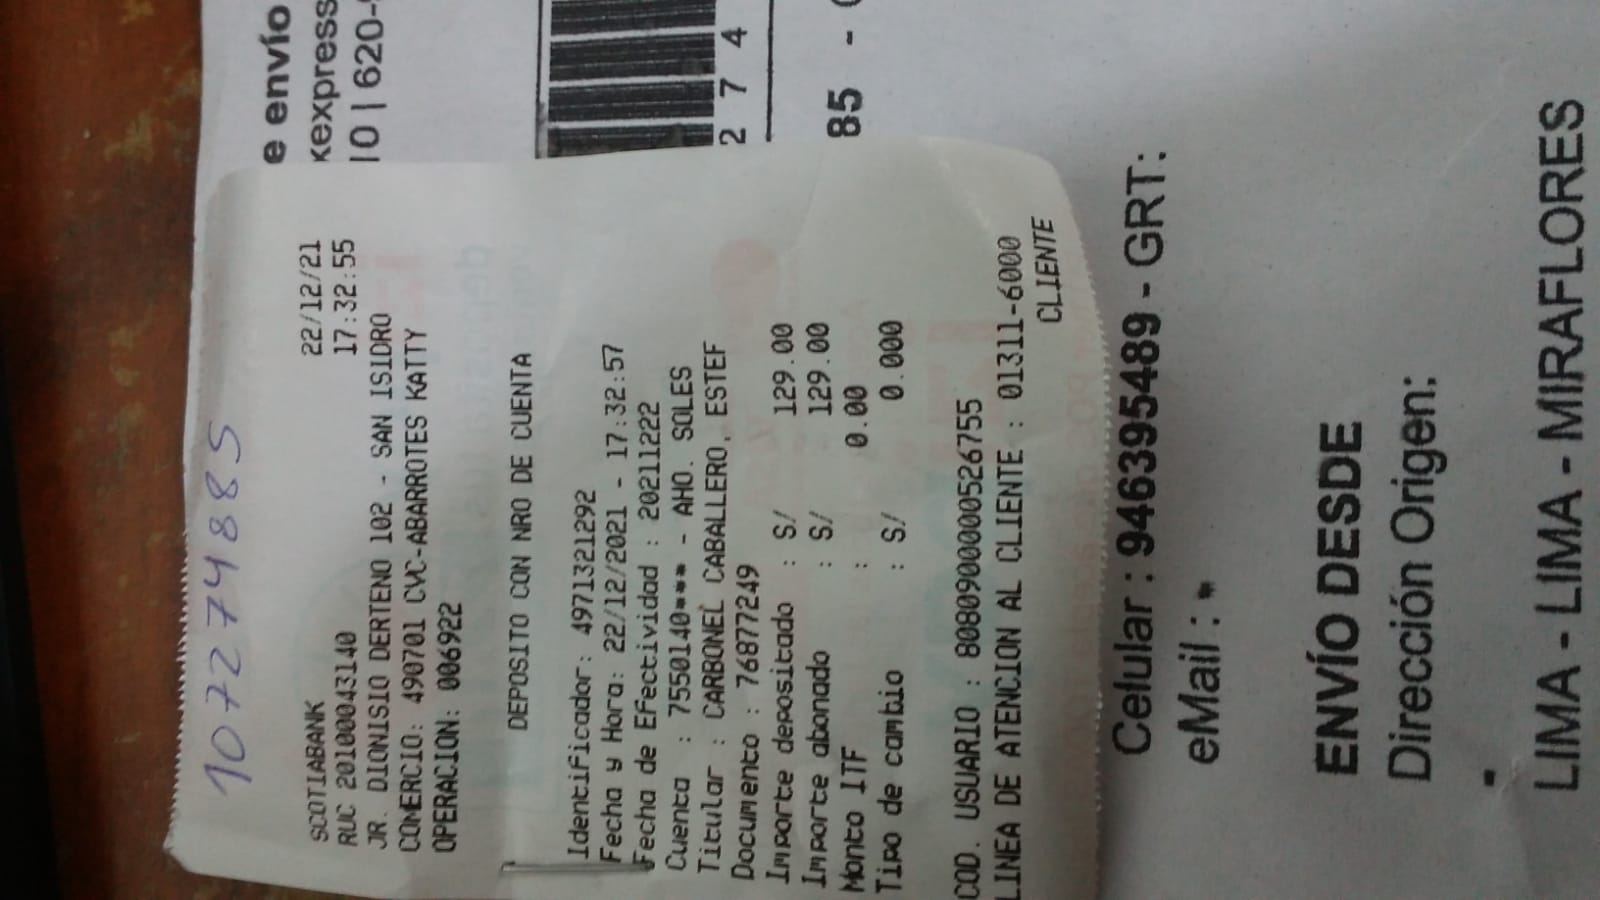 e envío
xexpress
10 | 620-
2 7 4
85 -
1072274885
SCOTIABANK
22/12/21
RUC 20100043140
17:32:55
JR. DIONISIO DERTENO 102 - SAN ISIDRO
COMERCIO: 490701 CVC-ABARROTES KATTY
OPERACION: 006922
DEPOSITO CON NRO DE CUENTA
Identificador: 4971321292
Fecha y Hora: 22/12/2021 - 17:32:57
Fecha de Efectividad : 20211222
Cuenta : 7550140*** - AHO. SOLES
Titular : CARBONEL CABALLERO, ESTEF
Documento : 76877249
Importe depositado : S/ 129.00
Importe abonado : S/ 129.00
Monto ITF : 0.00
Tipo de cambio : S/ 0.000
COD. USUARIO : 80809000000526755
LINEA DE ATENCION AL CLIENTE : 01311-6000
CLIENTE
Celular : 946395489 - GRT:
eMail : *
ENVÍO DESDE
Dirección Origen:
.
LIMA - LIMA - MIRAFLORES